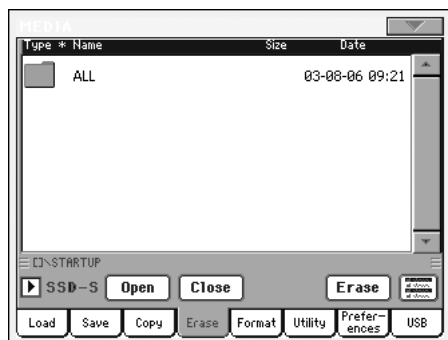 MEDIA
Type * Name Size Date
ALL 03-08-06 09:21
[]\STARTUP
SSD-S Open Close Erase
Load Save Copy Erase Format Utility Prefer-ences USB